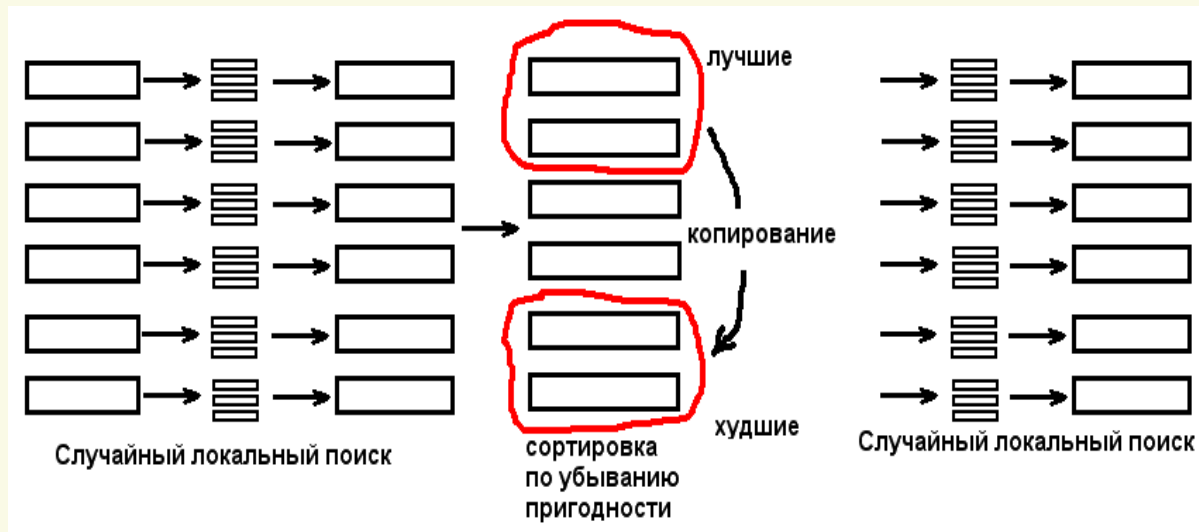 лучшие
копирование
худшие
Случайный локальный поиск
сортировка
по убыванию
пригодности
Случайный локальный поиск